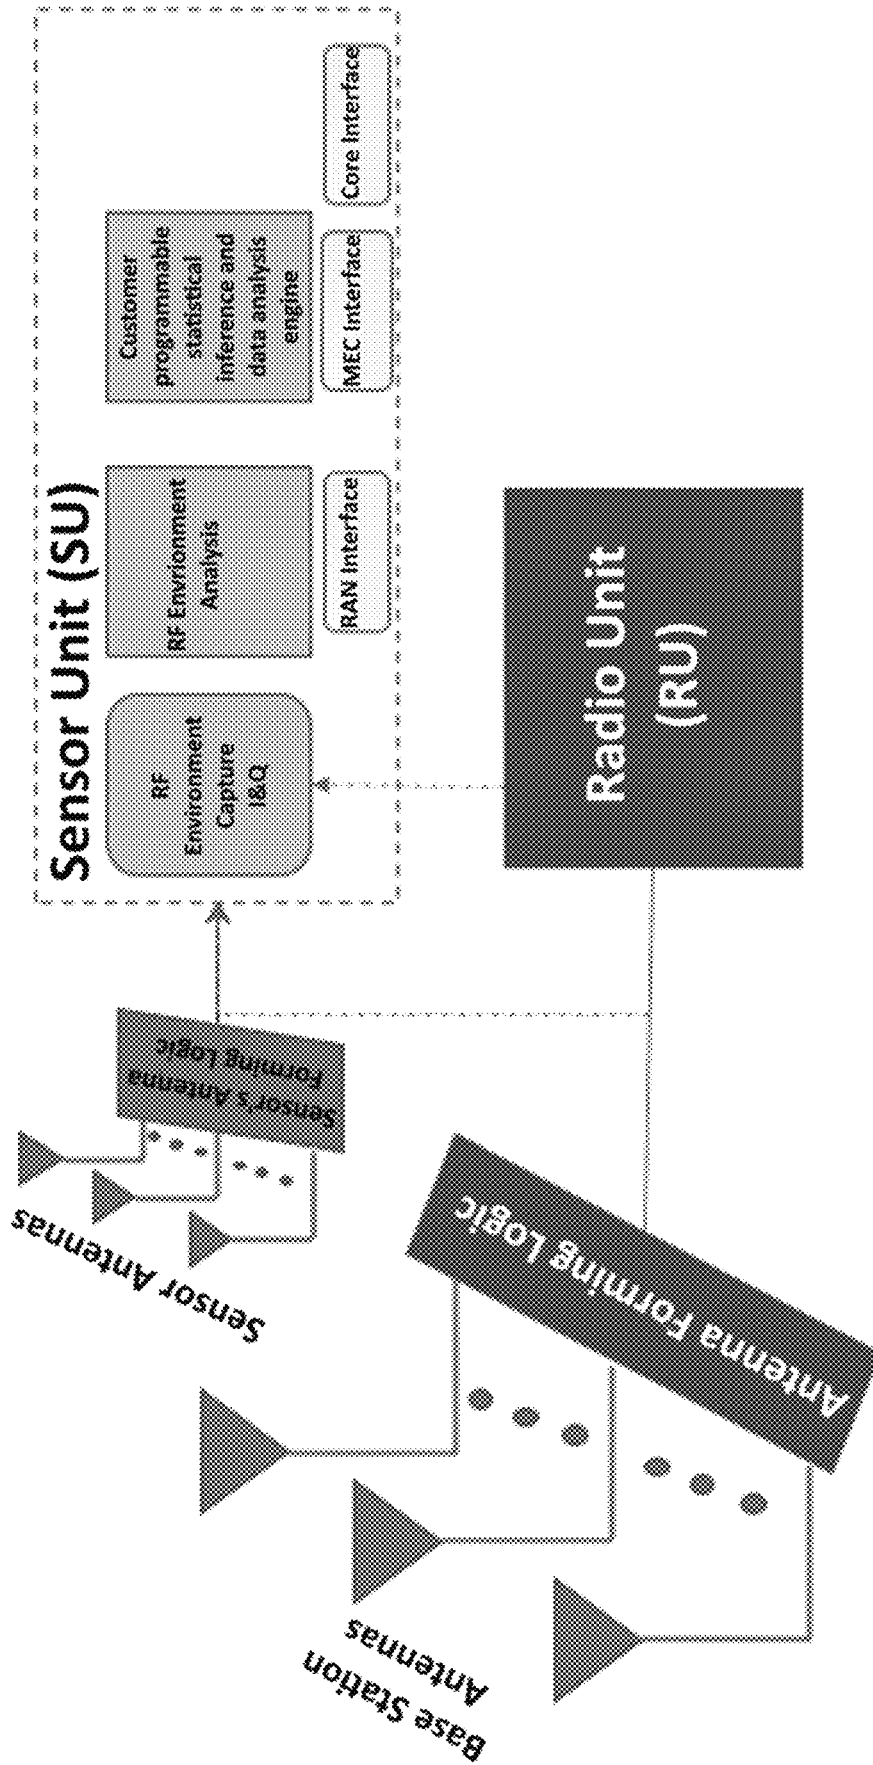 Sensor Unit (SU)
RF
Environment
Capture
I&Q
RF Envrionment
Analysis
Customer
programmable
statistical
inference and
data analysis
engine
RAN Interface
MEC Interface
Core Interface
Sensor Antennas
Sensor's Antenna
Forming Logic
Base Station
Antennas
Antenna Forming Logic
Radio Unit
(RU)